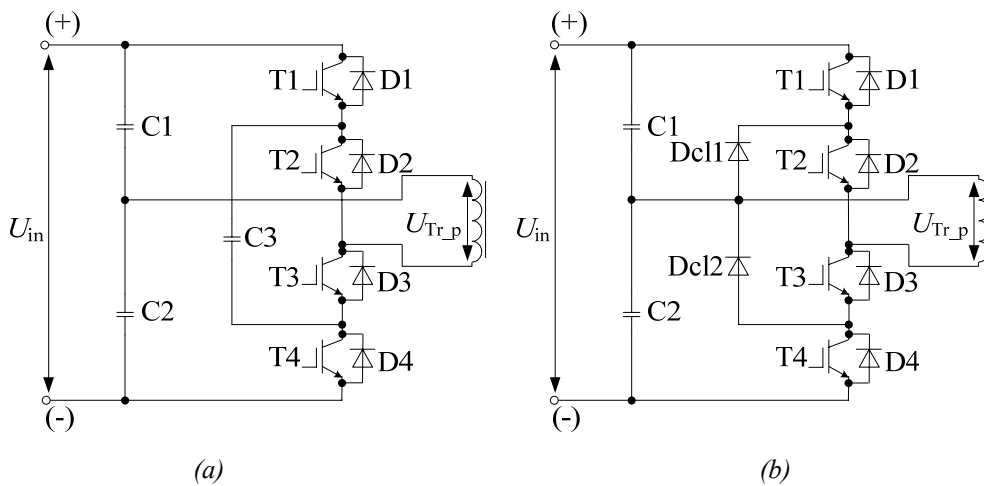 (+)
T1
D1
C1
T2
D2
U_in
C3
U_Tr_p
T3
D3
C2
T4
D4
(-)
(a)
(+)
T1
D1
C1
Dcl1
T2
D2
U_in
U_Tr_p
Dcl2
T3
D3
C2
T4
D4
(-)
(b)